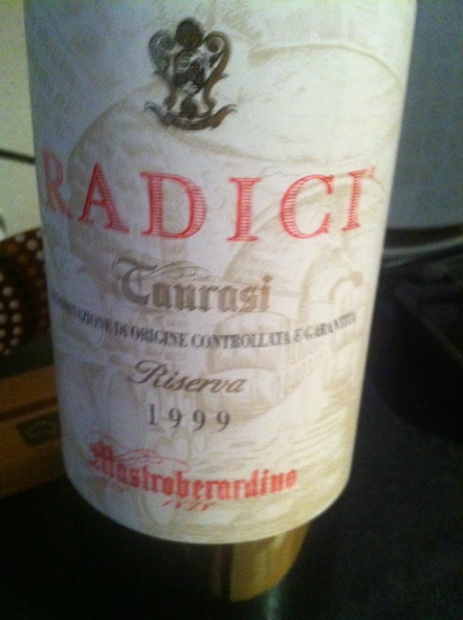 RADICI
Taurasi
DENOMINAZIONE DI ORIGINE CONTROLLATA E GARANTITA
Riserva
1999
Mastroberardino